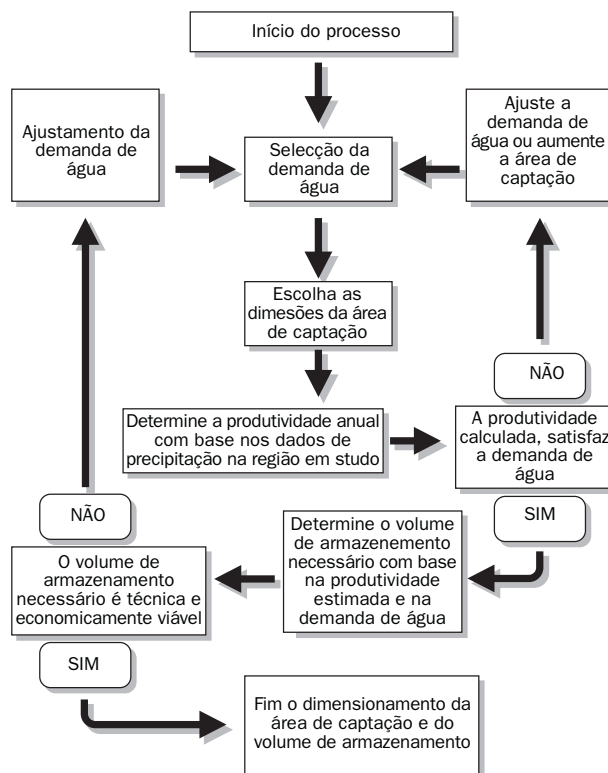 Início do processo
Ajustamento da
demanda de
água
Selecção da
demanda de
água
Ajuste a
demanda de
água ou aumente
a área de
captação
Escolha as
dimesões da área
de captação
Determine a produtividade anual
com base nos dados de
precipitação na região em studo
NÃO
A produtividade
calculada, satisfaz
a demanda de
água
SIM
Determine o volume
de armazenemento
necessário com base
na produtividade
estimada e na
demanda de água
NÃO
O volume de
armazenamento
necessário é técnica e
economicamente viável
SIM
Fim o dimensionamento da
área de captação e do
volume de armazenamento